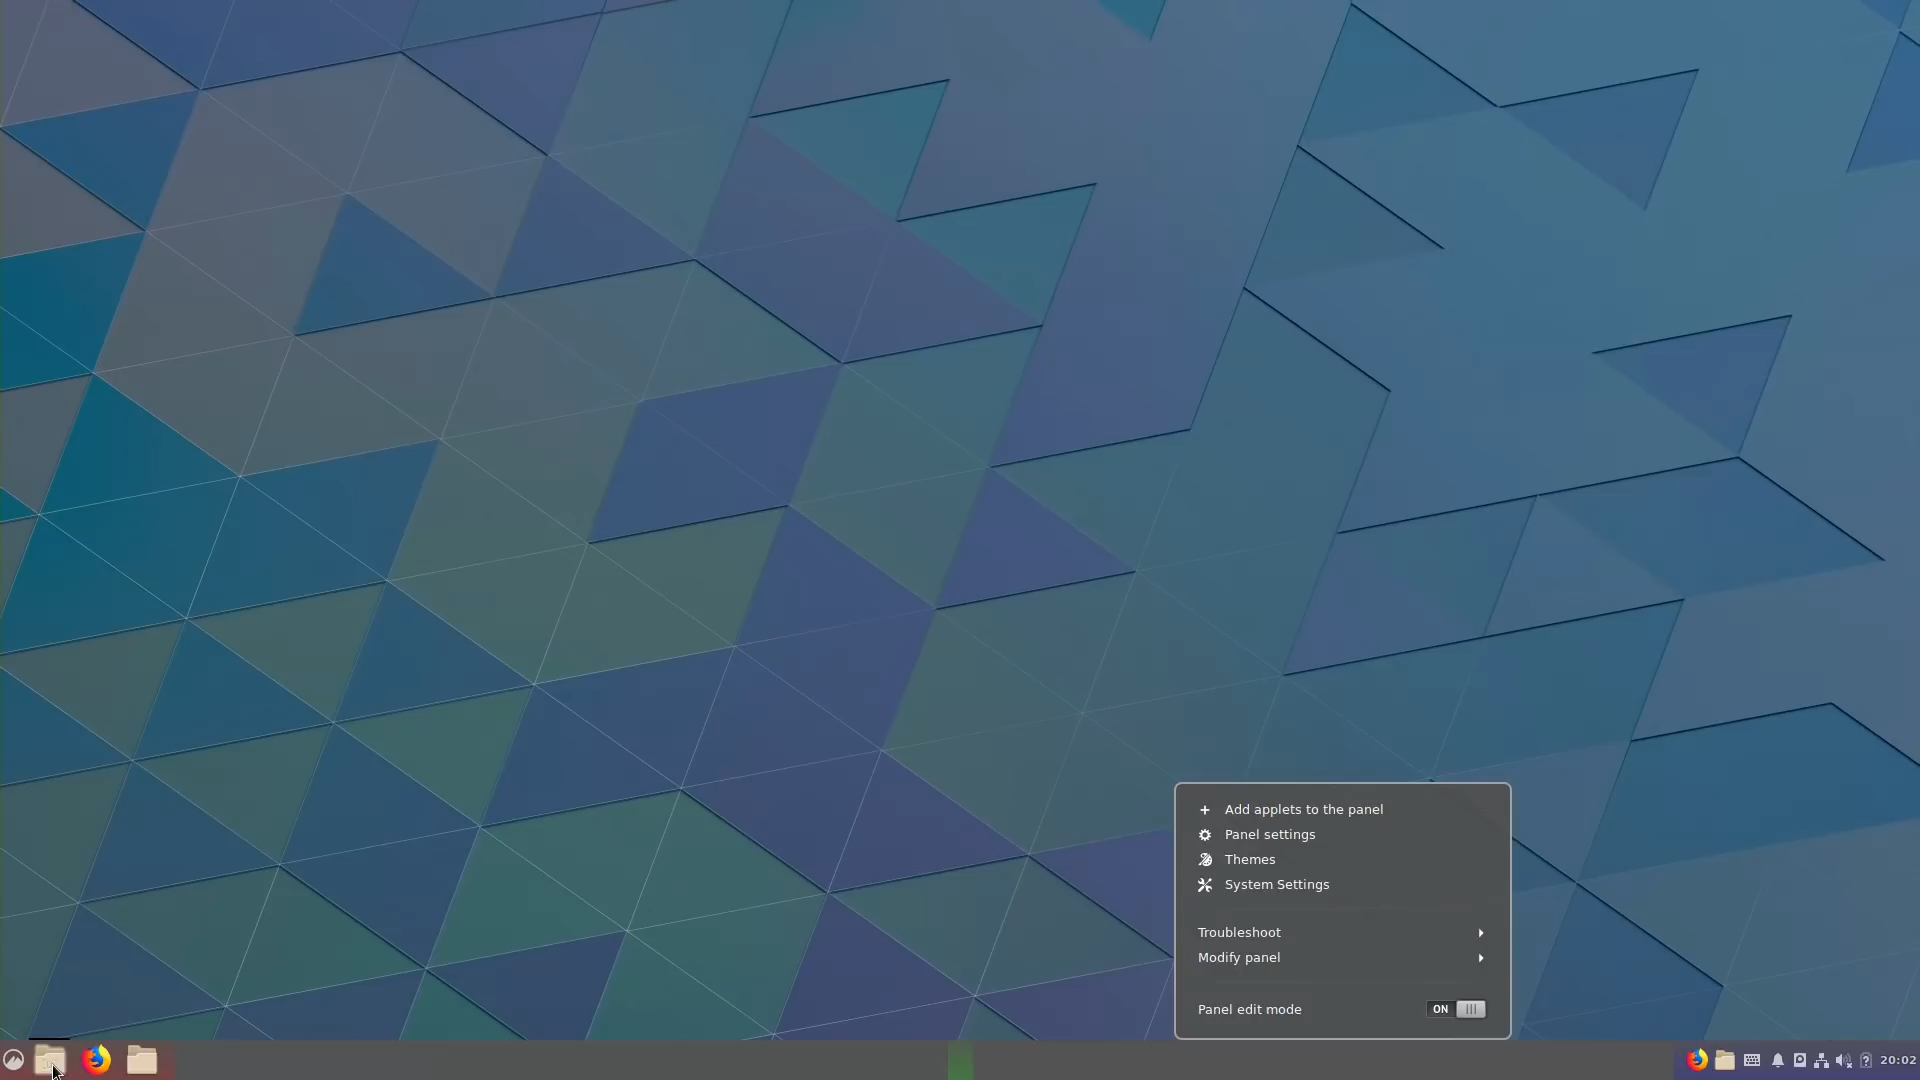 Add applets to the panel
Panel settings
Themes
System Settings
Troubleshoot
Modify panel
Panel edit mode ON
20:02